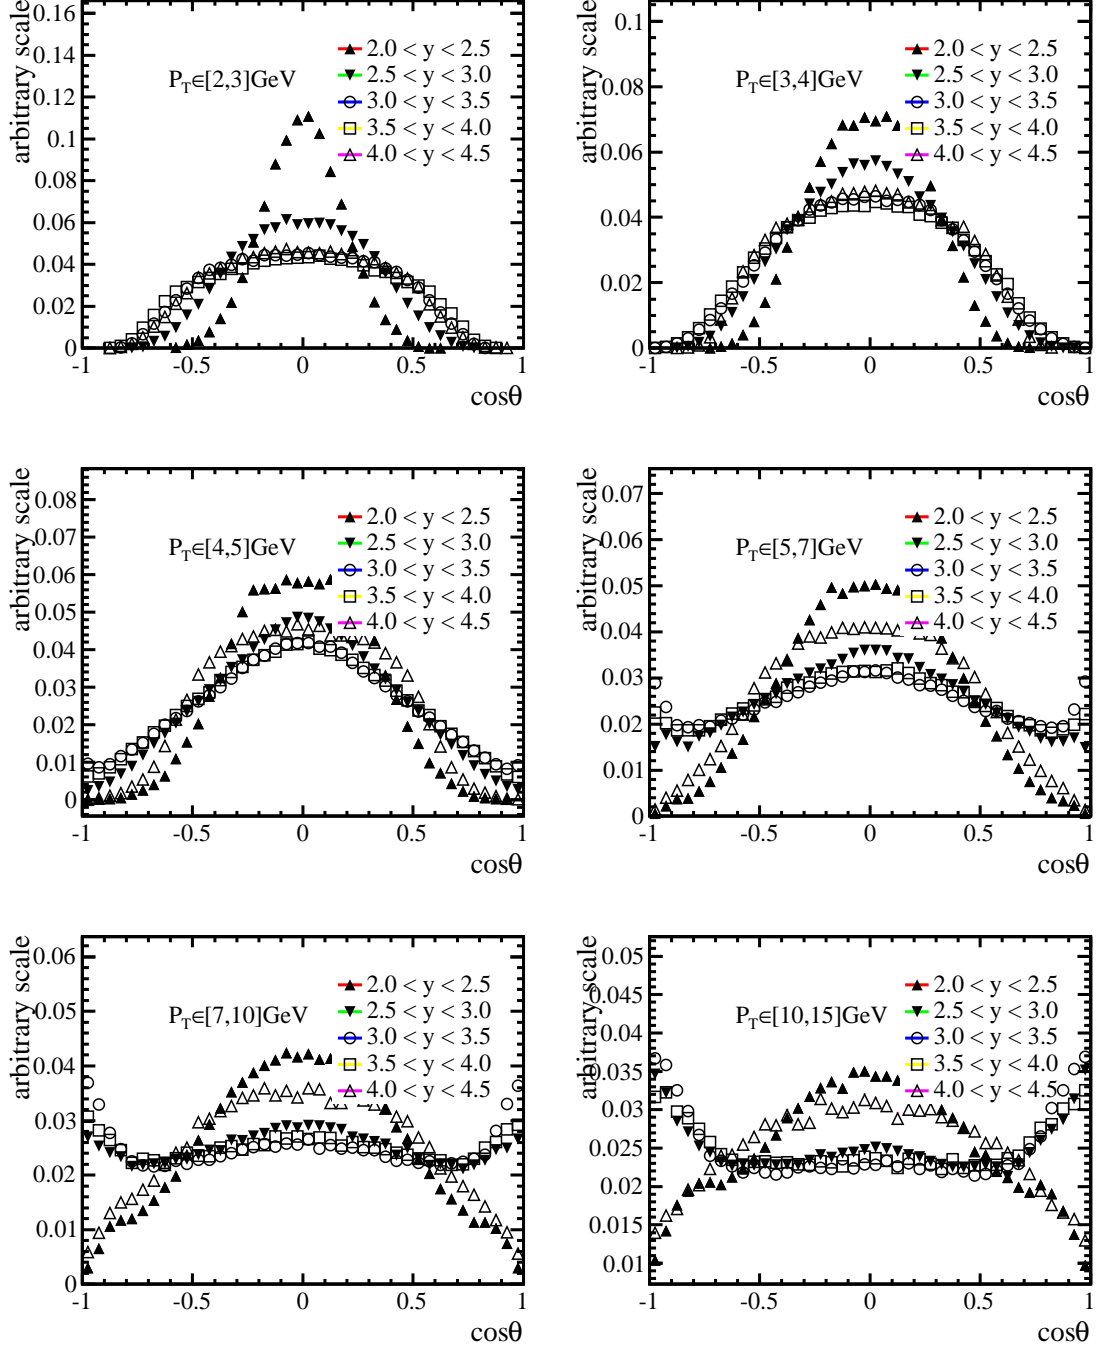 arbitrary scale
0.16
0.14
0.12
0.1
0.08
0.06
0.04
0.02
0
P_T∈[2,3]GeV
2.0 < y < 2.5
2.5 < y < 3.0
3.0 < y < 3.5
3.5 < y < 4.0
4.0 < y < 4.5
-1 -0.5 0 0.5 1
cosθ
arbitrary scale
0.1
0.08
0.06
0.04
0.02
0
P_T∈[3,4]GeV
2.0 < y < 2.5
2.5 < y < 3.0
3.0 < y < 3.5
3.5 < y < 4.0
4.0 < y < 4.5
-1 -0.5 0 0.5 1
cosθ
arbitrary scale
0.08
0.07
0.06
0.05
0.04
0.03
0.02
0.01
0
P_T∈[4,5]GeV
2.0 < y < 2.5
2.5 < y < 3.0
3.0 < y < 3.5
3.5 < y < 4.0
4.0 < y < 4.5
-1 -0.5 0 0.5 1
cosθ
arbitrary scale
0.07
0.06
0.05
0.04
0.03
0.02
0.01
0
P_T∈[5,7]GeV
2.0 < y < 2.5
2.5 < y < 3.0
3.0 < y < 3.5
3.5 < y < 4.0
4.0 < y < 4.5
-1 -0.5 0 0.5 1
cosθ
arbitrary scale
0.06
0.05
0.04
0.03
0.02
0.01
0
P_T∈[7,10]GeV
2.0 < y < 2.5
2.5 < y < 3.0
3.0 < y < 3.5
3.5 < y < 4.0
4.0 < y < 4.5
-1 -0.5 0 0.5 1
cosθ
arbitrary scale
0.05
0.045
0.04
0.035
0.03
0.025
0.02
0.015
0.01
P_T∈[10,15]GeV
2.0 < y < 2.5
2.5 < y < 3.0
3.0 < y < 3.5
3.5 < y < 4.0
4.0 < y < 4.5
-1 -0.5 0 0.5 1
cosθ